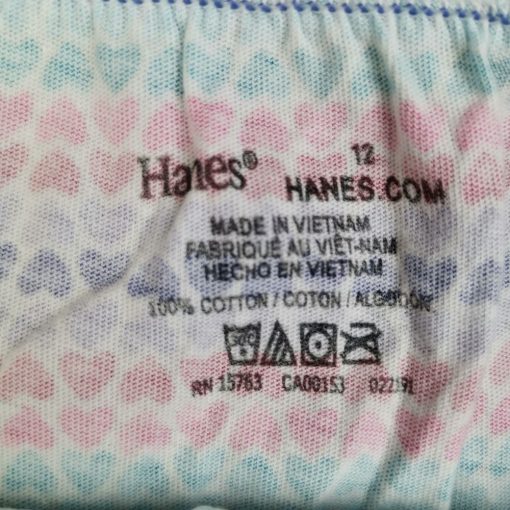 12
Hanes® HANES.COM
MADE IN VIETNAM
FABRIQUÉ AU VIÊT-NAM
HECHO EN VIETNAM
100% COTTON / COTON / ALGODON
RN 15763 CA00153